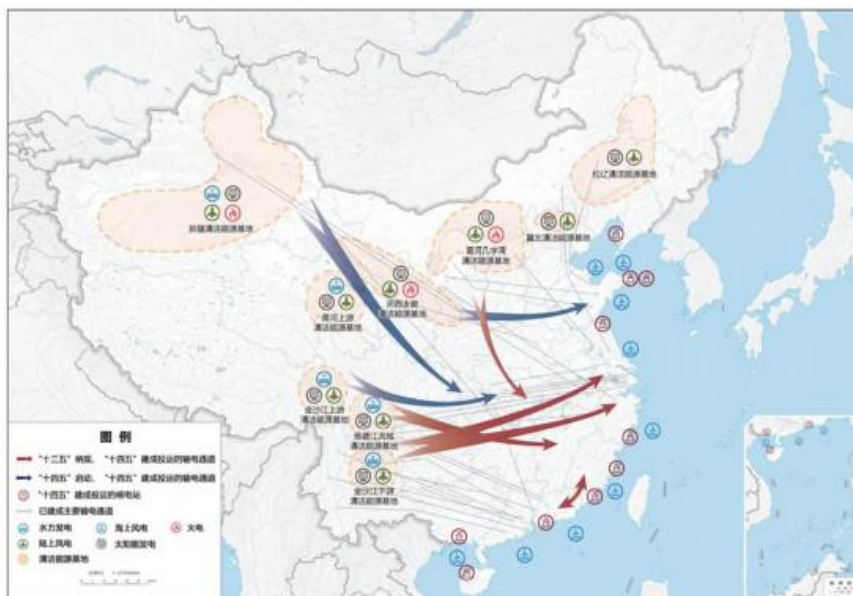 松辽清洁能源基地
新疆清洁能源基地
黄河几字湾
清洁能源基地
冀北清洁能源基地
黄河上游
清洁能源基地
河西走廊
清洁能源基地
金沙江上游
清洁能源基地
雅砻江流域
清洁能源基地
金沙江下游
清洁能源基地
图 例
"十四五"建成投运的输电通道
"十四五"启动、"十四五"建成投运的输电通道
"十四五"建成投运的核电站
已建成主要输电通道
水力发电
海上风电
火电
陆上风电
太阳能发电
清洁能源基地